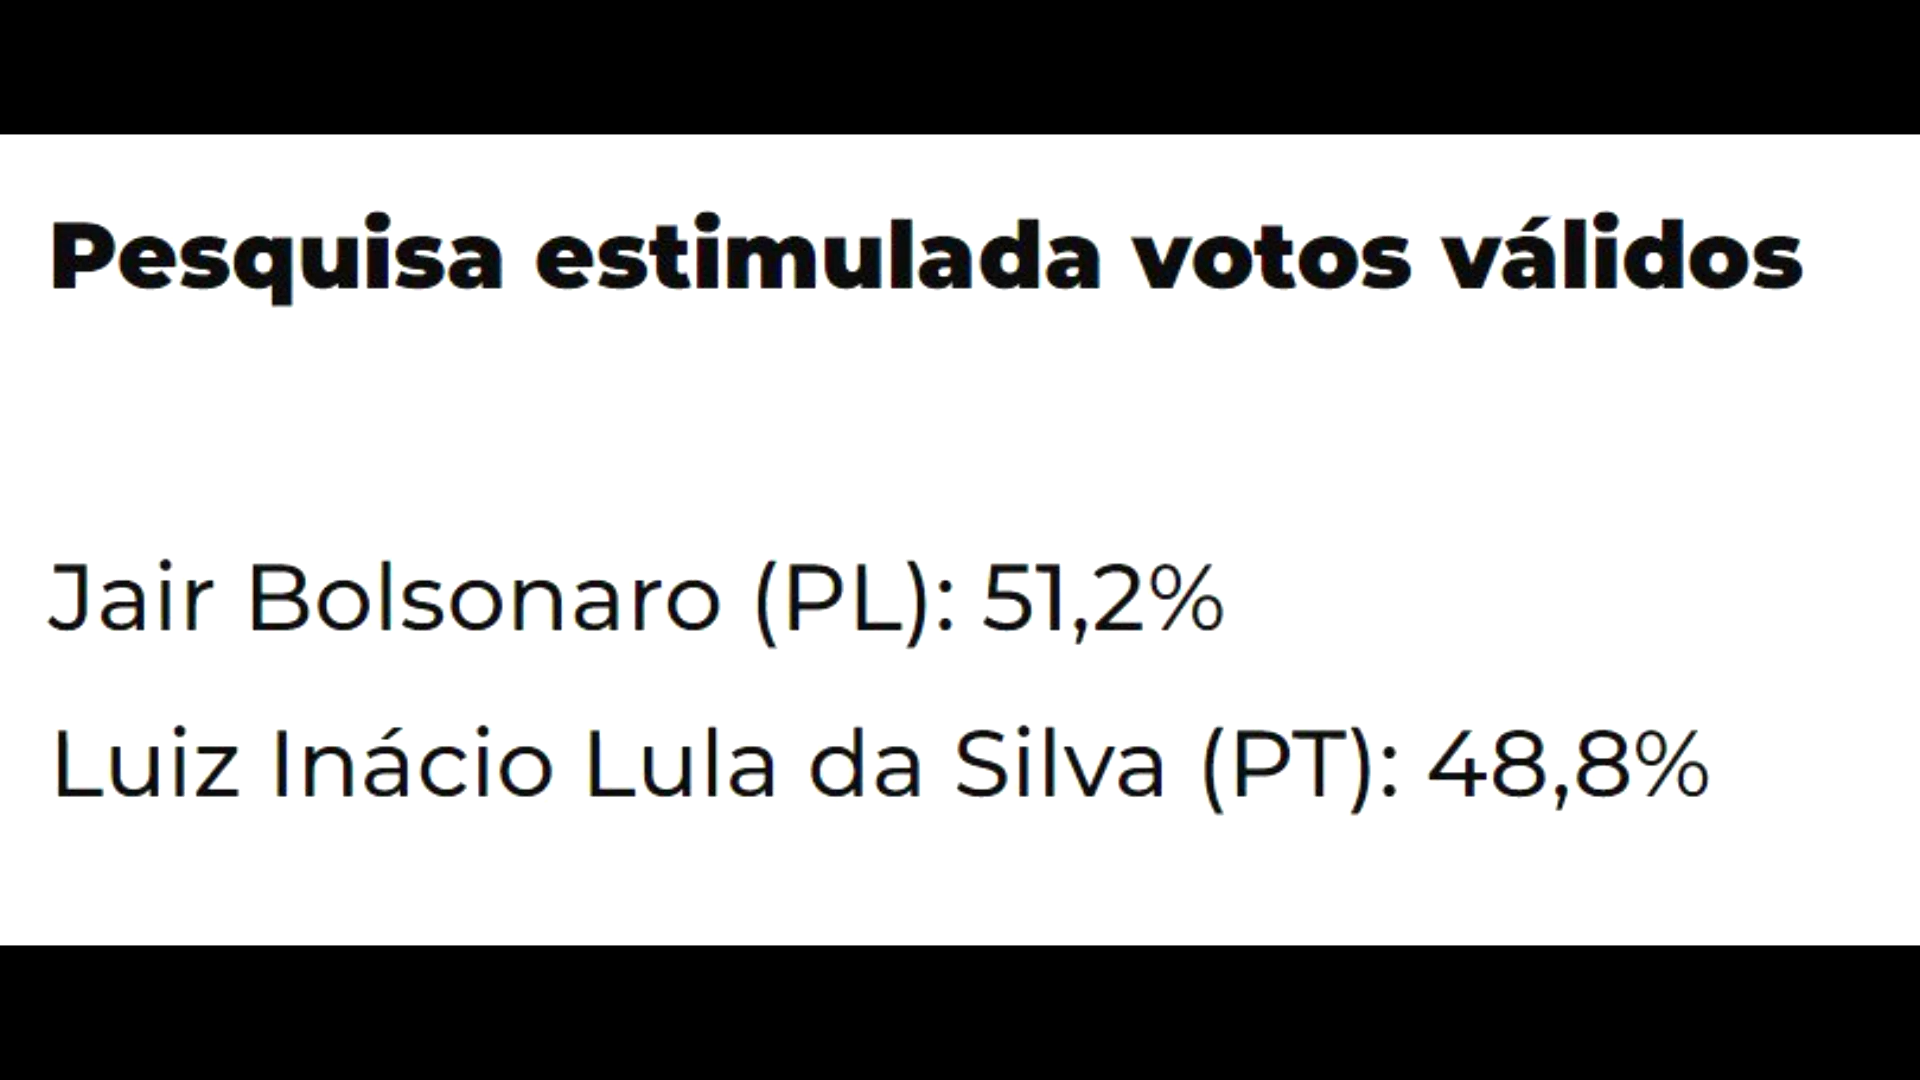 Pesquisa estimulada votos válidos
Jair Bolsonaro (PL): 51,2%
Luiz Inácio Lula da Silva (PT): 48,8%